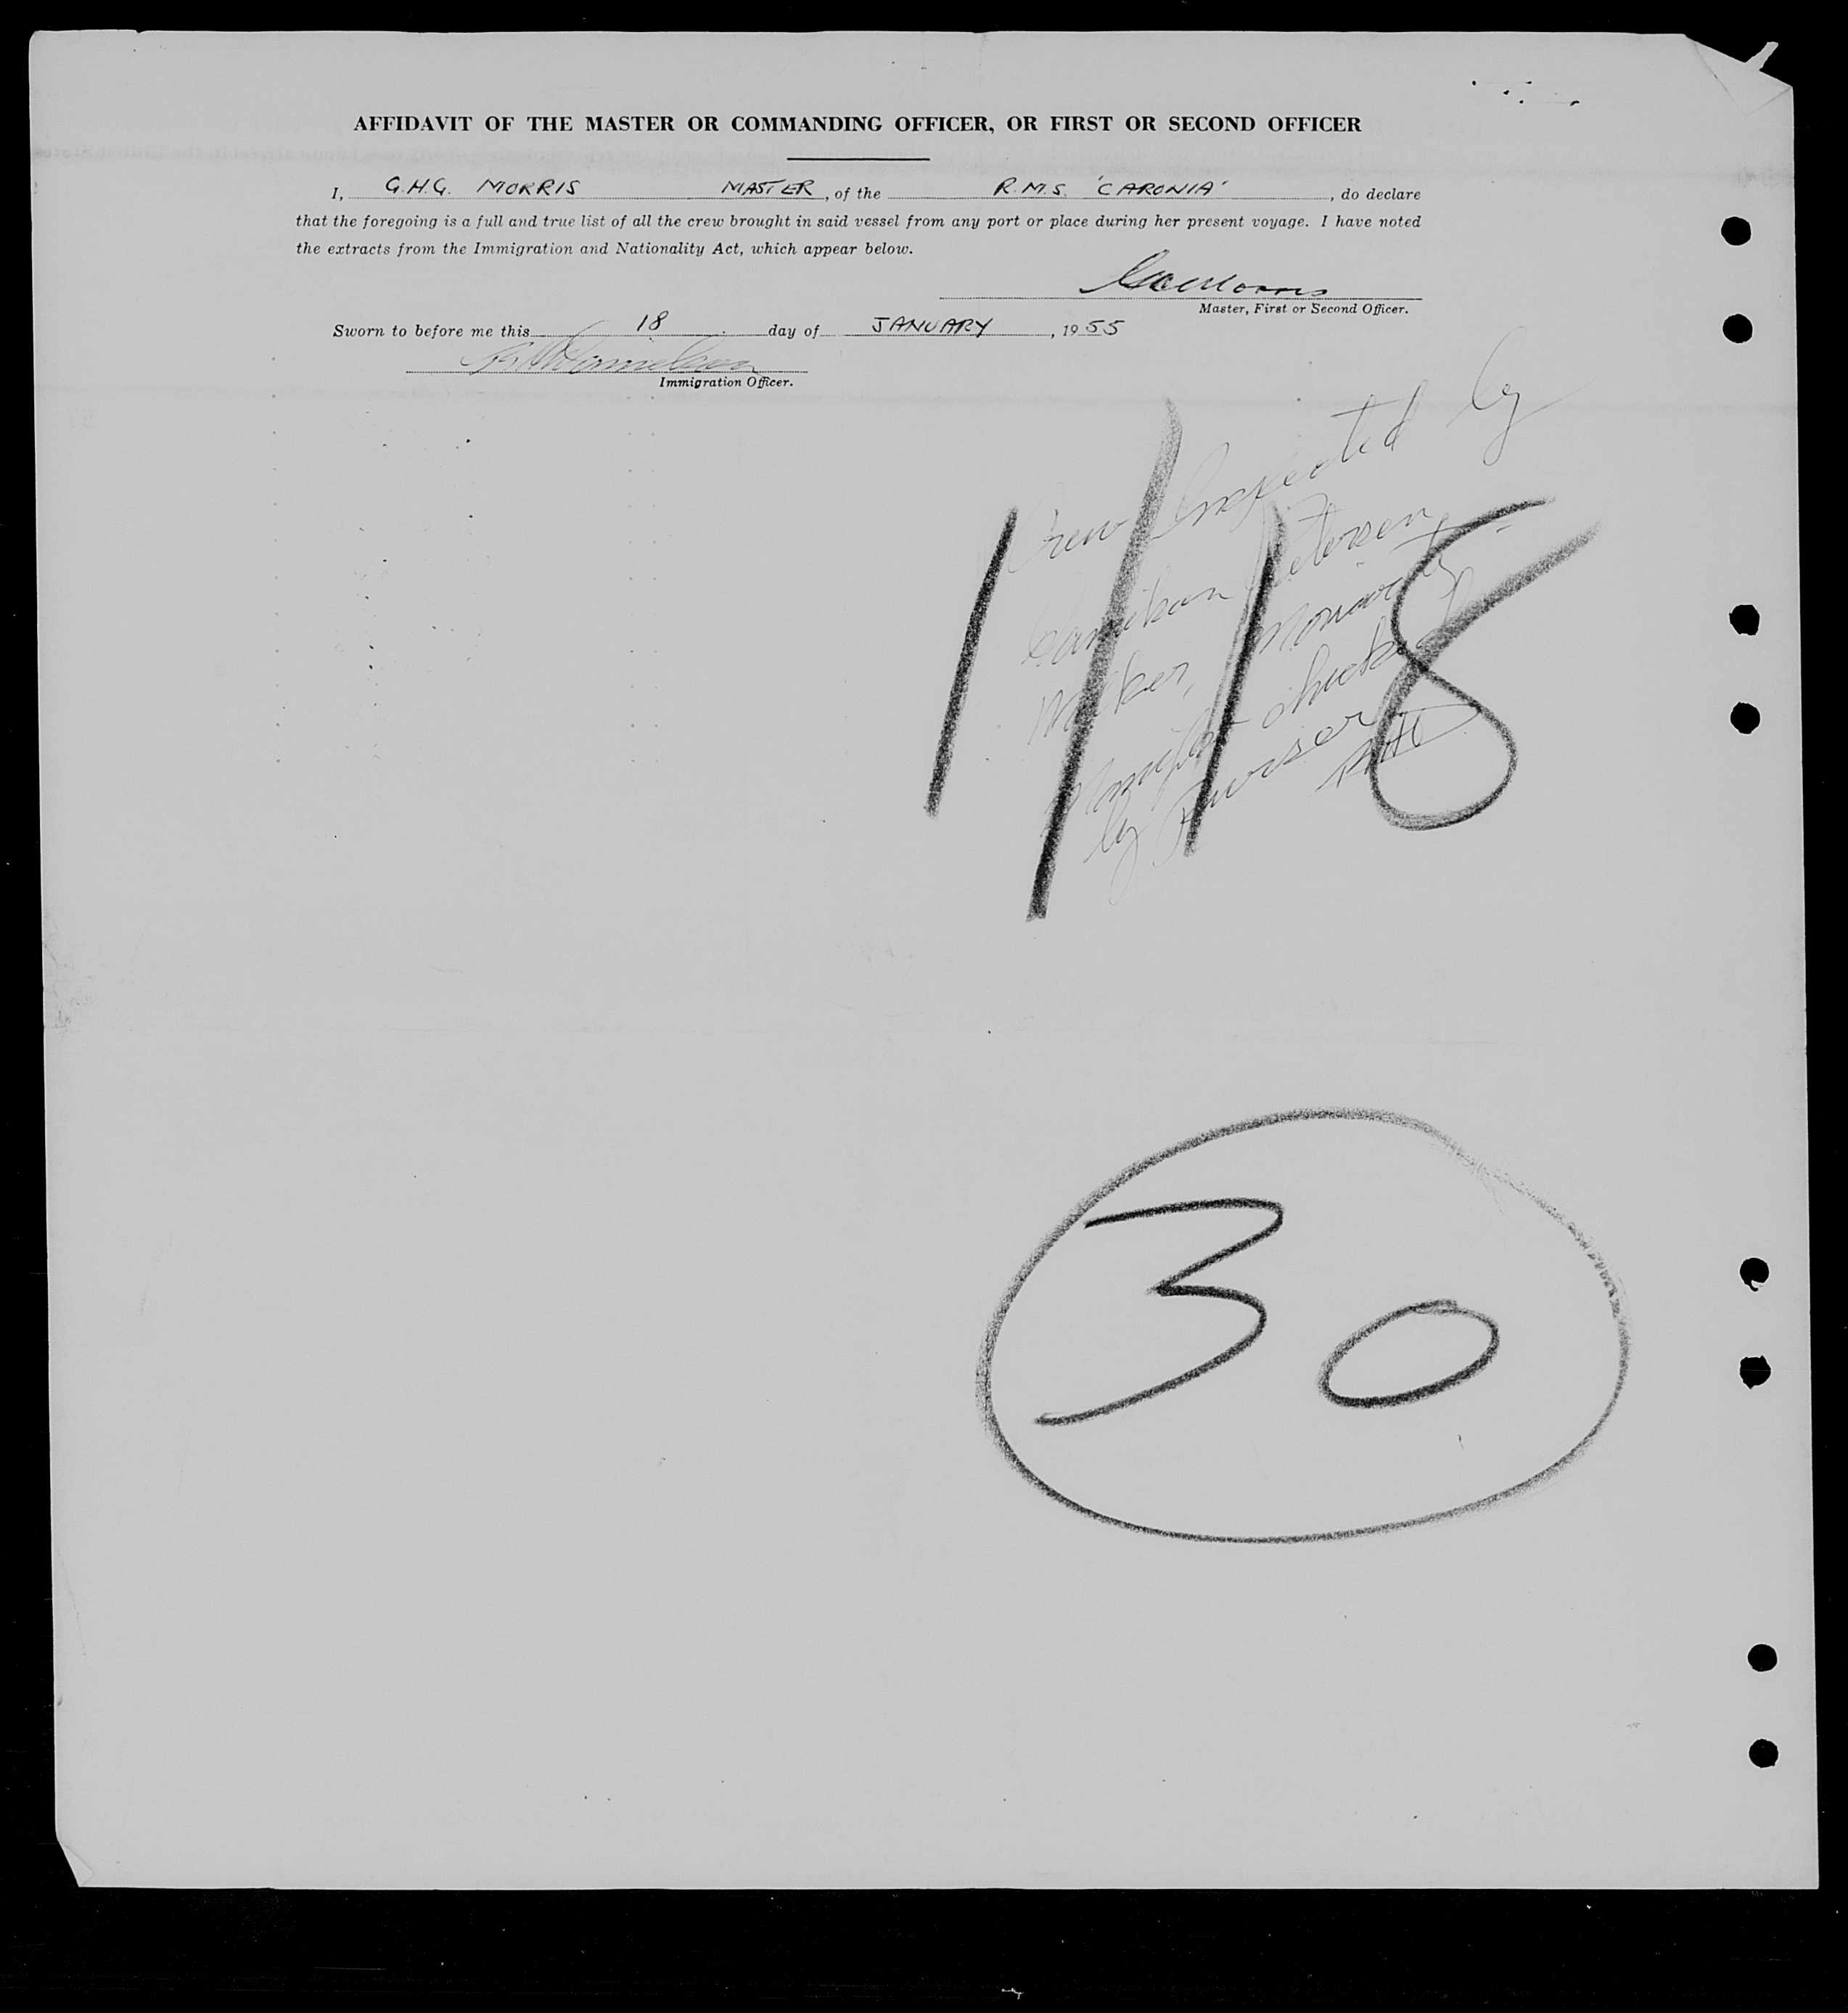 AFFIDAVIT OF THE MASTER OR COMMANDING OFFICER, OR FIRST OR SECOND OFFICER
I, G.H.G. MORRIS MASTER, of the R.M.S. 'CARONIA', do declare
that the foregoing is a full and true list of all the crew brought in said vessel from any port or place during her present voyage. I have noted
the extracts from the Immigration and Nationality Act, which appear below.
Master, First or Second Officer.
Sworn to before me this 18 day of JANUARY, 1955
Immigration Officer.
Crew Inspected by
Petersen
Walker, Moriarty
Manifest checked
by
1/18
30